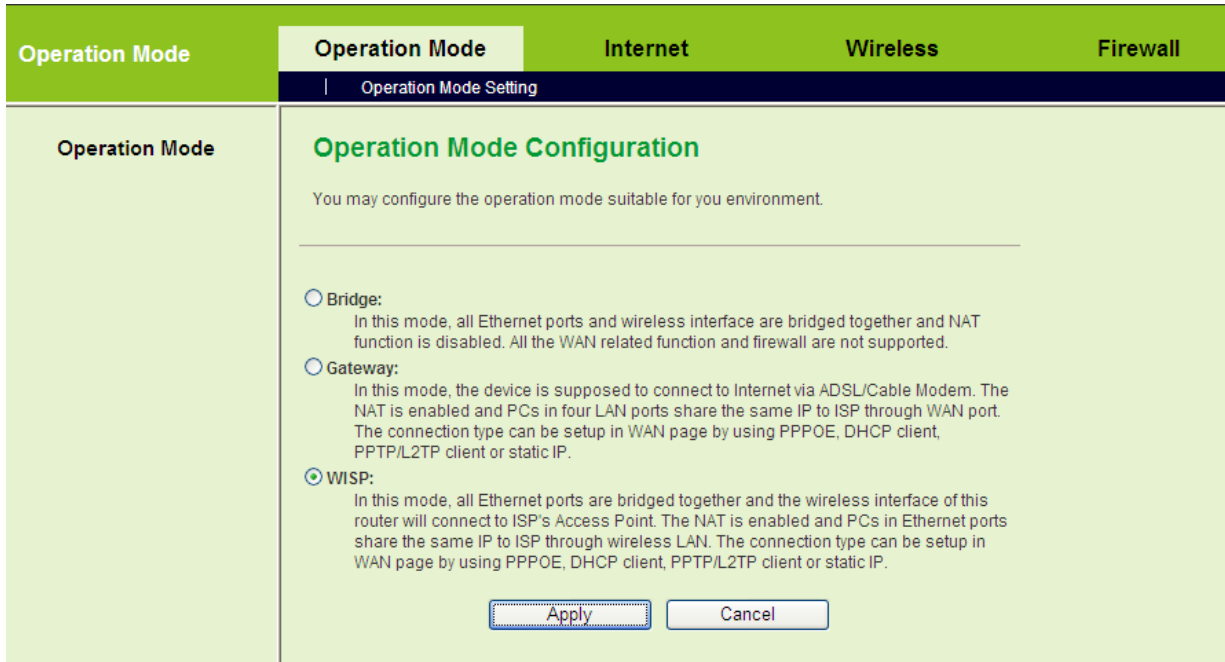 Operation Mode
Operation Mode Internet Wireless Firewall
| Operation Mode Setting
Operation Mode
Operation Mode Configuration
You may configure the operation mode suitable for you environment.
Bridge:
In this mode, all Ethernet ports and wireless interface are bridged together and NAT
function is disabled. All the WAN related function and firewall are not supported.
Gateway:
In this mode, the device is supposed to connect to Internet via ADSL/Cable Modem. The
NAT is enabled and PCs in four LAN ports share the same IP to ISP through WAN port.
The connection type can be setup in WAN page by using PPPOE, DHCP client,
PPTP/L2TP client or static IP.
WISP:
In this mode, all Ethernet ports are bridged together and the wireless interface of this
router will connect to ISP's Access Point. The NAT is enabled and PCs in Ethernet ports
share the same IP to ISP through wireless LAN. The connection type can be setup in
WAN page by using PPPOE, DHCP client, PPTP/L2TP client or static IP.
Apply Cancel